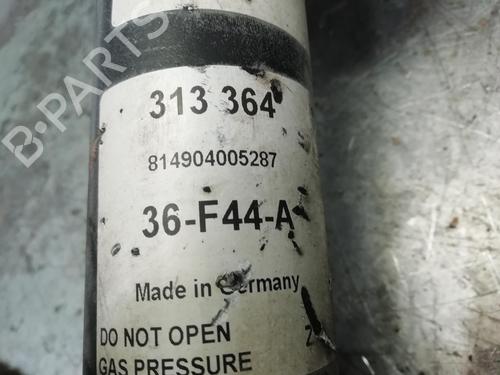 B-PARTS
313 364
814904005287
36-F44-A
Made in Germany
DO NOT OPEN
GAS PRESSURE